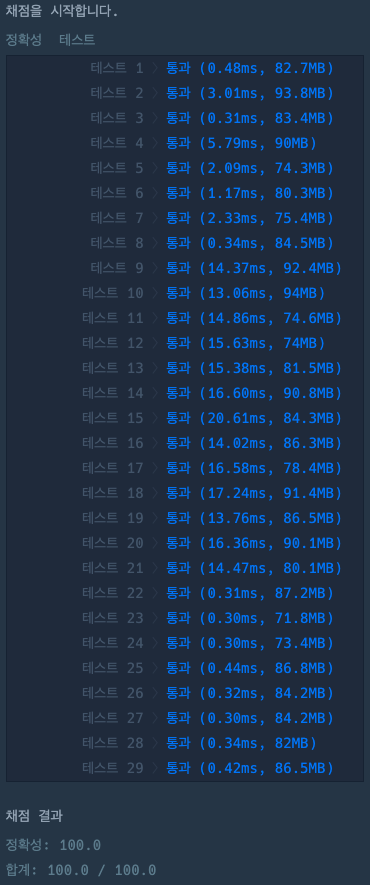 채점을 시작합니다.
정확성 테스트
테스트 1 〉 통과 (0.48ms, 82.7MB)
테스트 2 〉 통과 (3.01ms, 93.8MB)
테스트 3 〉 통과 (0.31ms, 83.4MB)
테스트 4 〉 통과 (5.79ms, 90MB)
테스트 5 〉 통과 (2.09ms, 74.3MB)
테스트 6 〉 통과 (1.17ms, 80.3MB)
테스트 7 〉 통과 (2.33ms, 75.4MB)
테스트 8 〉 통과 (0.34ms, 84.5MB)
테스트 9 〉 통과 (14.37ms, 92.4MB)
테스트 10 〉 통과 (13.06ms, 94MB)
테스트 11 〉 통과 (14.86ms, 74.6MB)
테스트 12 〉 통과 (15.63ms, 74MB)
테스트 13 〉 통과 (15.38ms, 81.5MB)
테스트 14 〉 통과 (16.60ms, 90.8MB)
테스트 15 〉 통과 (20.61ms, 84.3MB)
테스트 16 〉 통과 (14.02ms, 86.3MB)
테스트 17 〉 통과 (16.58ms, 78.4MB)
테스트 18 〉 통과 (17.24ms, 91.4MB)
테스트 19 〉 통과 (13.76ms, 86.5MB)
테스트 20 〉 통과 (16.36ms, 90.1MB)
테스트 21 〉 통과 (14.47ms, 80.1MB)
테스트 22 〉 통과 (0.31ms, 87.2MB)
테스트 23 〉 통과 (0.30ms, 71.8MB)
테스트 24 〉 통과 (0.30ms, 73.4MB)
테스트 25 〉 통과 (0.44ms, 86.8MB)
테스트 26 〉 통과 (0.32ms, 84.2MB)
테스트 27 〉 통과 (0.30ms, 84.2MB)
테스트 28 〉 통과 (0.34ms, 82MB)
테스트 29 〉 통과 (0.42ms, 86.5MB)
채점 결과
정확성: 100.0
합계: 100.0 / 100.0